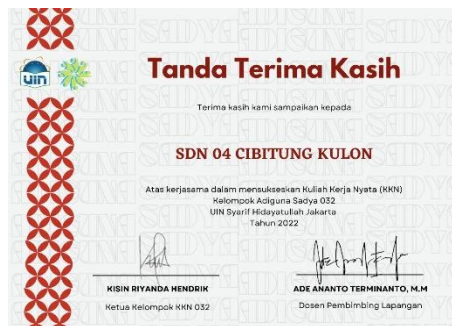 uin
Tanda Terima Kasih
Terima kasih kami sampaikan kepada
SDN 04 CIBITUNG KULON
Atas kerjasama dalam mensukseskan Kuliah Kerja Nyata (KKN)
Kelompok Adiguna Sadya 032
UIN Syarif Hidayatullah Jakarta
Tahun 2022
KISIN RIYANDA HENDRIK
Ketua Kelompok KKN 032
ADE ANANTO TERMINANTO, M.M
Dosen Pembimbing Lapangan